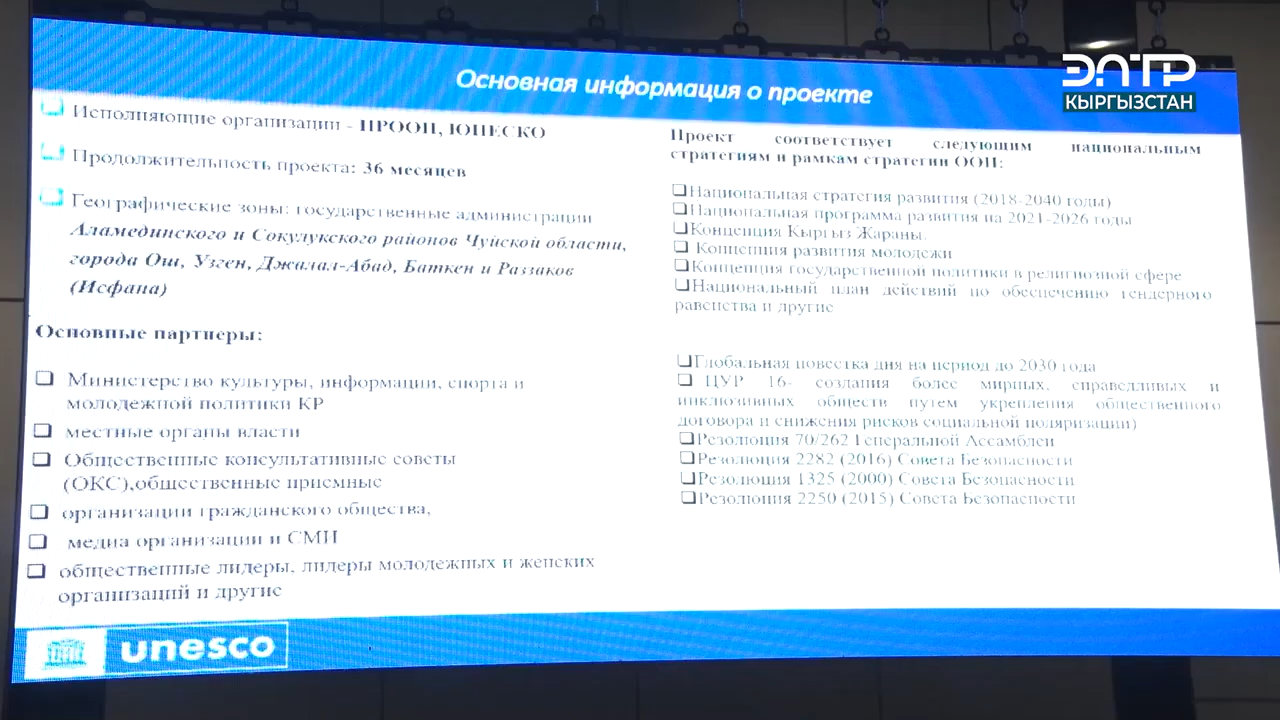 Основная информация о проекте
ЭЛТР
КЫРГЫЗСТАН
Исполняющие организации - ПРООН, ЮНЕСКО
Продолжительность проекта: 36 месяцев
Географические зоны: государственные администрации
Аламединского и Сокулукского районов Чуйской области,
города Ош, Узген, Джалал-Абад, Баткен и Раззаков
(Исфана)
Основные партнеры:
Министерство культуры, информации, спорта и
молодежной политики КР
местные органы власти
Общественные консультативные советы
(ОКС),общественные приемные
организации гражданского общества,
медиа организации и СМИ
общественные лидеры, лидеры молодежных и женских
организаций и другие
Проект соответствует следующим национальным
стратегиям и рамкам стратегии ООН:
Национальная стратегия развития (2018-2040 годы)
Национальная программа развития на 2021-2026 годы
Концепция Кыргыз Жараны.
Концепция развития молодежи
Концепция государственной политики в религиозной сфере
Национальный план действий по обеспечению гендерного
равенства и другие
Глобальная повестка дня на период до 2030 года
ЦУР 16- создания более мирных, справедливых и
инклюзивных обществ путем укрепления общественного
договора и снижения рисков социальной поляризации)
Резолюция 70/262 Генеральной Ассамблеи
Резолюция 2282 (2016) Совета Безопасности
Резолюция 1325 (2000) Совета Безопасности
Резолюция 2250 (2015) Совета Безопасности
unesco